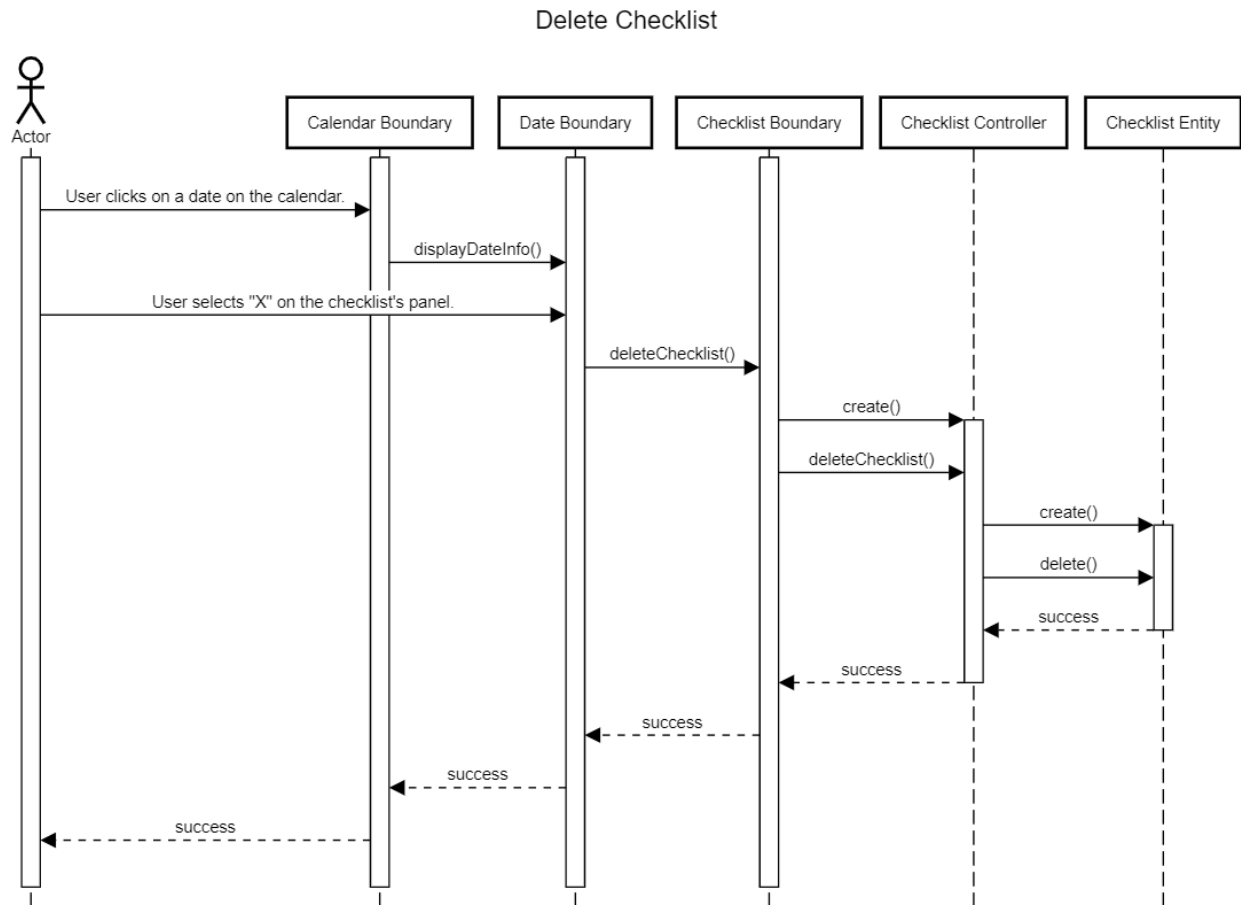 Delete Checklist
Actor
Calendar Boundary
Date Boundary
Checklist Boundary
Checklist Controller
Checklist Entity
User clicks on a date on the calendar.
displayDateInfo()
User selects "X" on the checklist's panel.
deleteChecklist()
create()
deleteChecklist()
create()
delete()
success
success
success
success
success